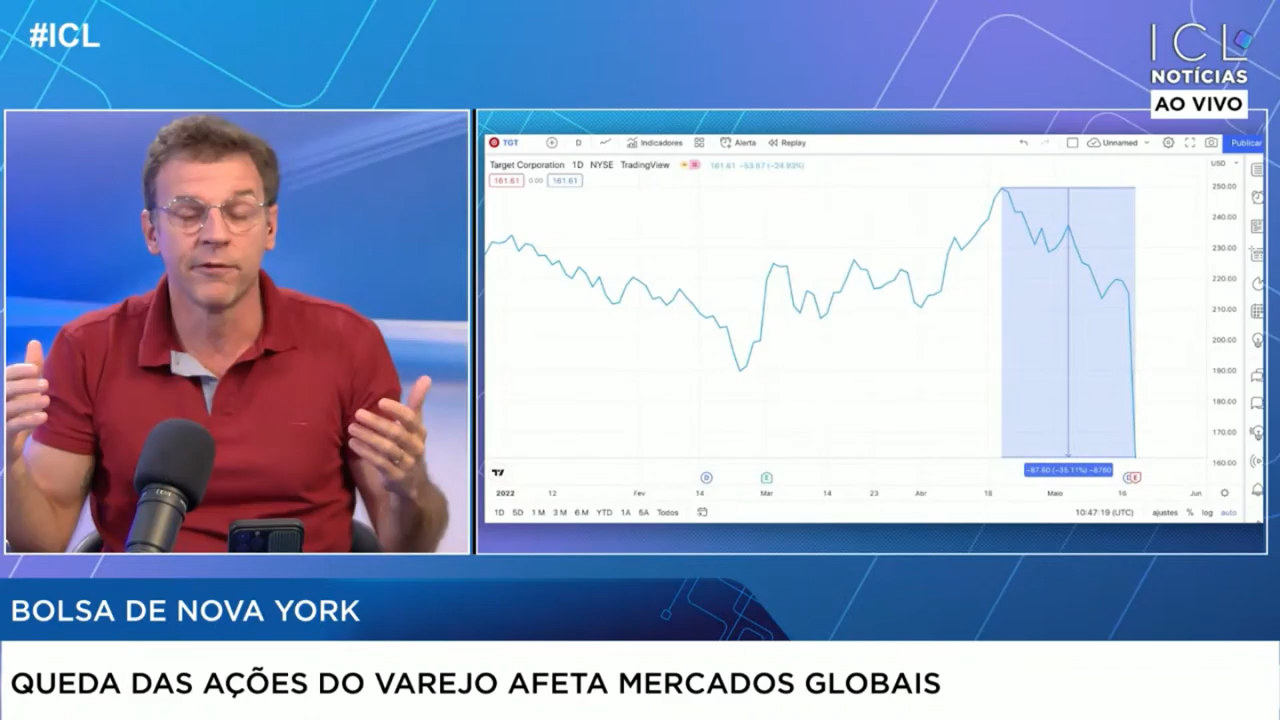 #ICL
ICL
NOTÍCIAS
AO VIVO
TGT
D
Indicadores
Alerta
Replay
Unnamed
Publicar
Target Corporation 1D NYSE TradingView
161.61 −53.67 (−24.93%)
USD
161.61 0.00 161.61
250.00
240.00
230.00
220.00
210.00
200.00
190.00
180.00
170.00
160.00
−87.60 (−35.11%) −8760
D
E
E
2022 12 Fev 14 Mar 14 23 Abr 18 Maio 16 Jun
1D 5D 1M 3M 6M YTD 1A 5A Todos
10:47:19 (UTC) ajustes % log auto
BOLSA DE NOVA YORK
QUEDA DAS AÇÕES DO VAREJO AFETA MERCADOS GLOBAIS